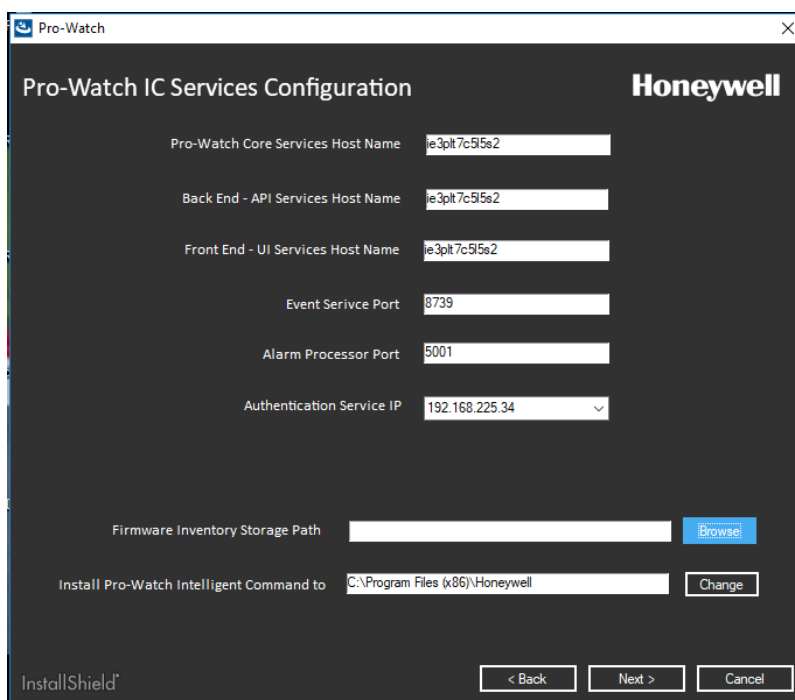 Pro-Watch
Pro-Watch IC Services Configuration
Honeywell
Pro-Watch Core Services Host Name ie3plt7c5l5s2
Back End - API Services Host Name ie3plt7c5l5s2
Front End - UI Services Host Name ie3plt7c5l5s2
Event Serivce Port 8739
Alarm Processor Port 5001
Authentication Service IP 192.168.225.34
Firmware Inventory Storage Path Browse
Install Pro-Watch Intelligent Command to C:\Program Files (x86)\Honeywell Change
InstallShield
< Back Next > Cancel